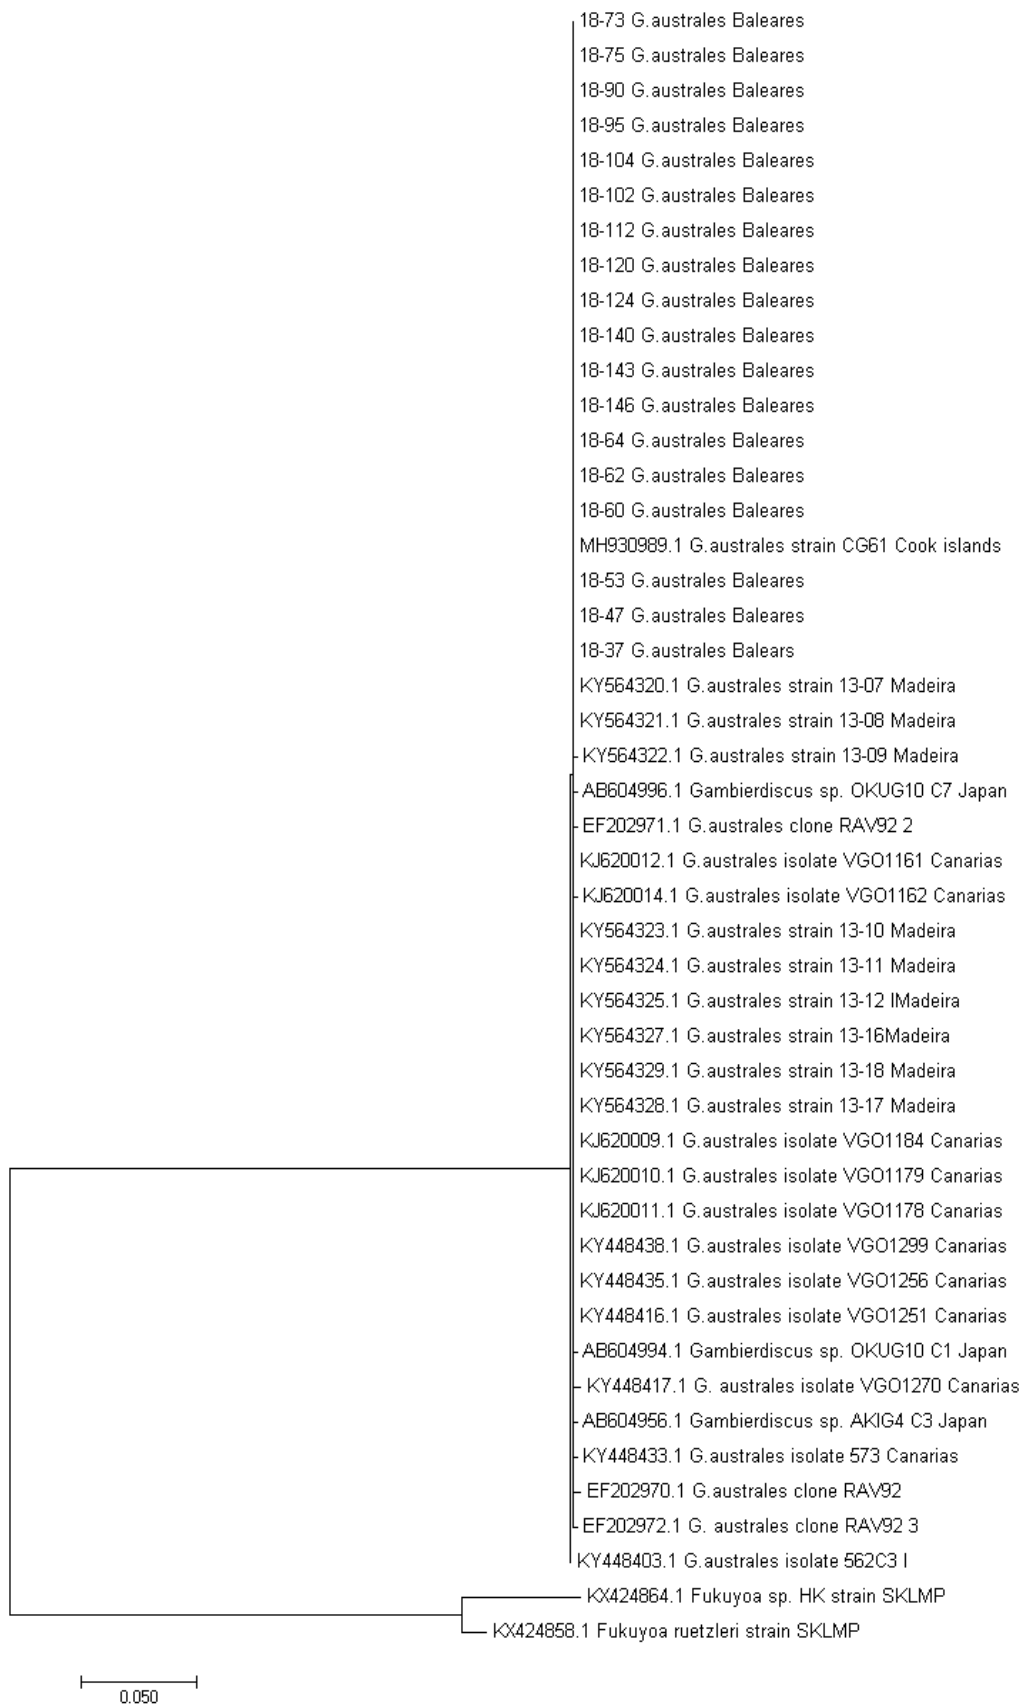 18-73 G.australes Baleares
18-75 G.australes Baleares
18-90 G.australes Baleares
18-95 G.australes Baleares
18-104 G.australes Baleares
18-102 G.australes Baleares
18-112 G.australes Baleares
18-120 G.australes Baleares
18-124 G.australes Baleares
18-140 G.australes Baleares
18-143 G.australes Baleares
18-146 G.australes Baleares
18-64 G.australes Baleares
18-62 G.australes Baleares
18-60 G.australes Baleares
MH930989.1 G.australes strain CG61 Cook islands
18-53 G.australes Baleares
18-47 G.australes Baleares
18-37 G.australes Balears
KY564320.1 G.australes strain 13-07 Madeira
KY564321.1 G.australes strain 13-08 Madeira
KY564322.1 G.australes strain 13-09 Madeira
AB604996.1 Gambierdiscus sp. OKUG10 C7 Japan
EF202971.1 G.australes clone RAV92 2
KJ620012.1 G.australes isolate VGO1161 Canarias
KJ620014.1 G.australes isolate VGO1162 Canarias
KY564323.1 G.australes strain 13-10 Madeira
KY564324.1 G.australes strain 13-11 Madeira
KY564325.1 G.australes strain 13-12 IMadeira
KY564327.1 G.australes strain 13-16Madeira
KY564329.1 G.australes strain 13-18 Madeira
KY564328.1 G.australes strain 13-17 Madeira
KJ620009.1 G.australes isolate VGO1184 Canarias
KJ620010.1 G.australes isolate VGO1179 Canarias
KJ620011.1 G.australes isolate VGO1178 Canarias
KY448438.1 G.australes isolate VGO1299 Canarias
KY448435.1 G.australes isolate VGO1256 Canarias
KY448416.1 G.australes isolate VGO1251 Canarias
AB604994.1 Gambierdiscus sp. OKUG10 C1 Japan
KY448417.1 G. australes isolate VGO1270 Canarias
AB604956.1 Gambierdiscus sp. AKIG4 C3 Japan
KY448433.1 G.australes isolate 573 Canarias
EF202970.1 G.australes clone RAV92
EF202972.1 G. australes clone RAV92 3
KY448403.1 G.australes isolate 562C3 I
KX424864.1 Fukuyoa sp. HK strain SKLMP
KX424858.1 Fukuyoa ruetzleri strain SKLMP
0.050